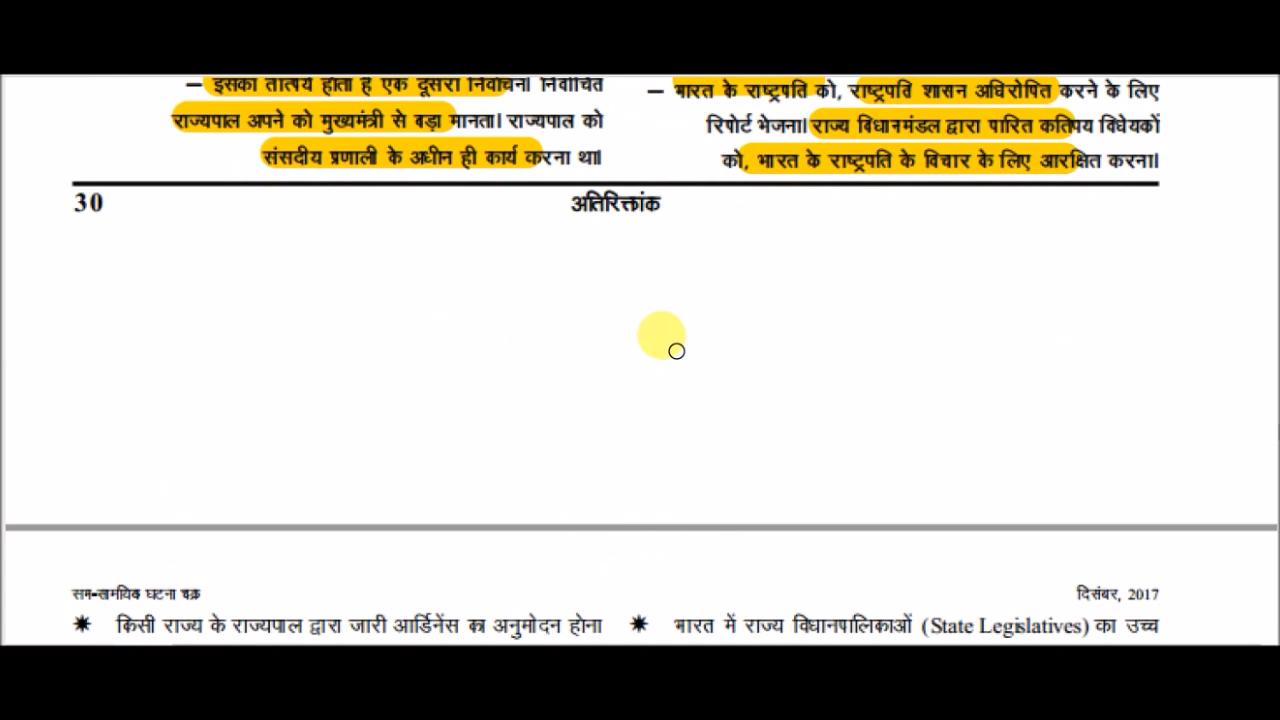 – इसका तात्पर्य होता है एक दूसरा निर्वाचन। निर्वाचित
राज्यपाल अपने को मुख्यमंत्री से बड़ा मानता। राज्यपाल को
संसदीय प्रणाली के अधीन ही कार्य करना था।
– भारत के राष्ट्रपति को, राष्ट्रपति शासन अधिरोपित करने के लिए
रिपोर्ट भेजना। राज्य विधानमंडल द्वारा पारित कतिपय विधेयकों
को, भारत के राष्ट्रपति के विचार के लिए आरक्षित करना।
30
अतिरिक्तांक
सम-सामयिक घटना चक्र
दिसंबर, 2017
✷ किसी राज्य के राज्यपाल द्वारा जारी आर्डिनेंस का अनुमोदन होना
✷ भारत में राज्य विधानपालिकाओं (State Legislatives) का उच्च